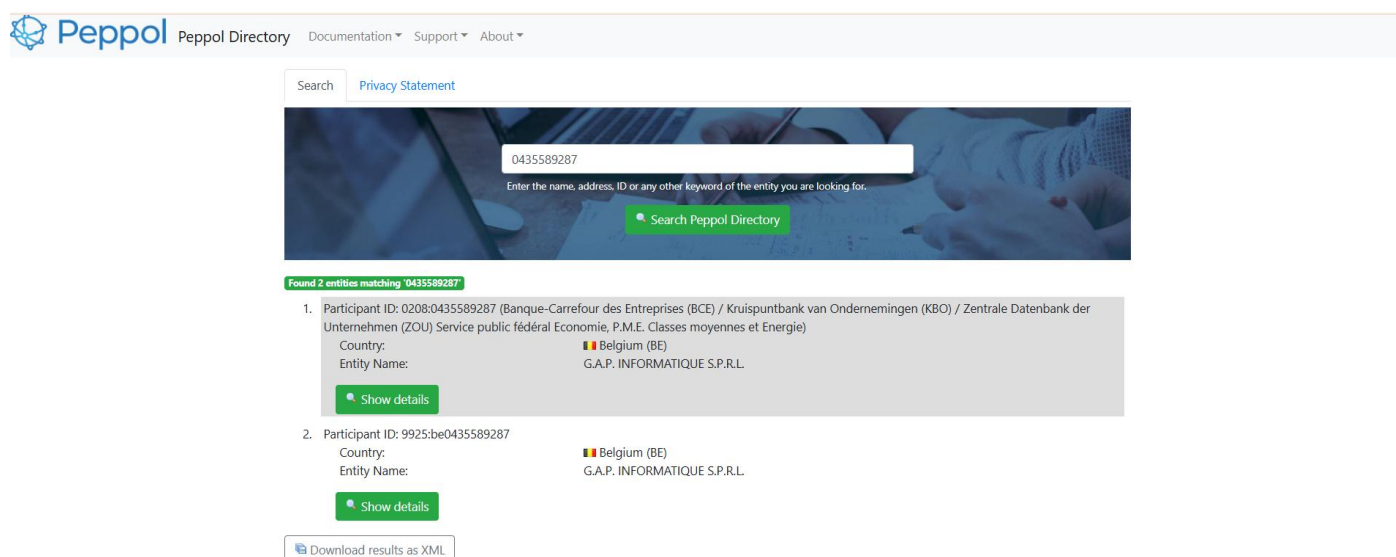 Peppol Peppol Directory Documentation Support About
Search Privacy Statement
0435589287
Enter the name, address, ID or any other keyword of the entity you are looking for.
Search Peppol Directory
Found 2 entities matching '0435589287'
1. Participant ID: 0208:0435589287 (Banque-Carrefour des Entreprises (BCE) / Kruispuntbank van Ondernemingen (KBO) / Zentrale Datenbank der
Unternehmen (ZOU) Service public fédéral Economie, P.M.E. Classes moyennes et Energie)
Country: Belgium (BE)
Entity Name: G.A.P. INFORMATIQUE S.P.R.L.
Show details
2. Participant ID: 9925:be0435589287
Country: Belgium (BE)
Entity Name: G.A.P. INFORMATIQUE S.P.R.L.
Show details
Download results as XML